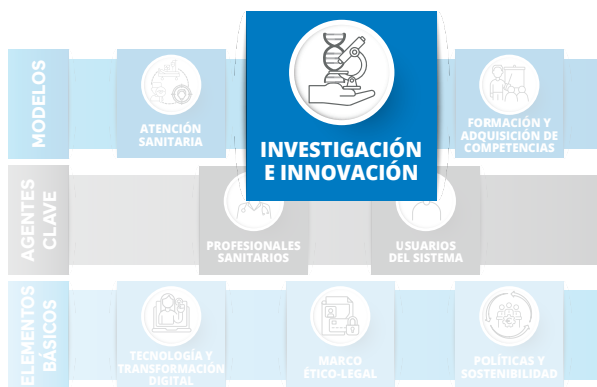 MODELOS
ATENCIÓN
SANITARIA
INVESTIGACIÓN
E INNOVACIÓN
FORMACIÓN Y
ADQUISICIÓN DE
COMPETENCIAS
AGENTES
CLAVE
PROFESIONALES
SANITARIOS
USUARIOS
DEL SISTEMA
ELEMENTOS
BÁSICOS
TECNOLOGÍA Y
TRANSFORMACIÓN
DIGITAL
MARCO
ÉTICO-LEGAL
POLÍTICAS Y
SOSTENIBILIDAD